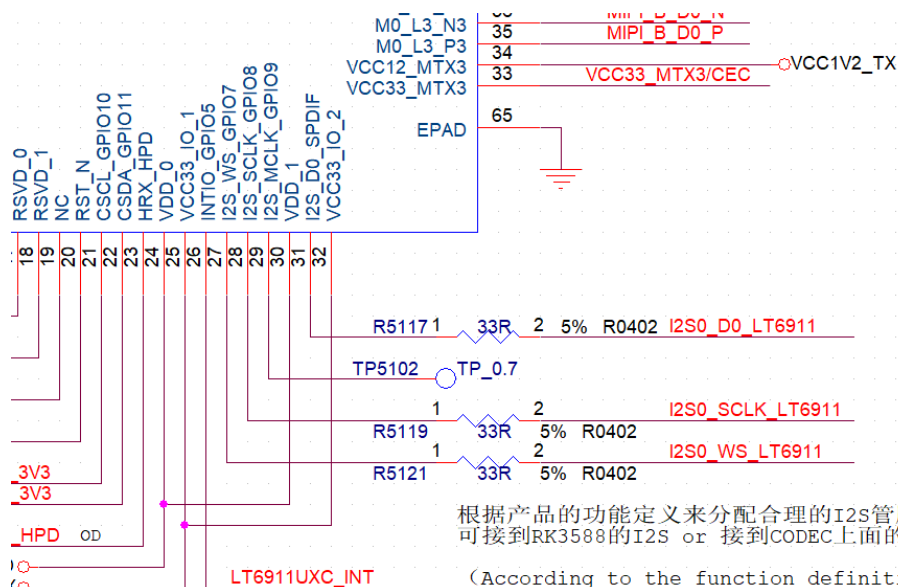 M0_L3_N3
35
MIPI_B_D0_P
M0_L3_P3
34
VCC12_MTX3
VCC1V2_TX
33
VCC33_MTX3/CEC
VCC33_MTX3
65
EPAD
RSVD_0
RSVD_1
NC
RST_N
CSCL_GPIO10
CSDA_GPIO11
HRX_HPD
VDD_0
VCC33_IO_1
INTIO_GPIO5
I2S_WS_GPIO7
I2S_SCLK_GPIO8
I2S_MCLK_GPIO9
VDD_1
I2S_D0_SPDIF
VCC33_IO_2
18
19
20
21
22
23
24
25
26
27
28
29
30
31
32
R5117 1 33R 2 5% R0402 I2S0_D0_LT6911
TP5102 TP_0.7
1 2 I2S0_SCLK_LT6911
R5119 33R 5% R0402
1 2 I2S0_WS_LT6911
R5121 33R 5% R0402
_3V3
_3V3
_HPD OD
根据产品的功能定义来分配合理的I2S管
可接到RK3588的I2S or 接到CODEC上面的
LT6911UXC_INT
(According to the function